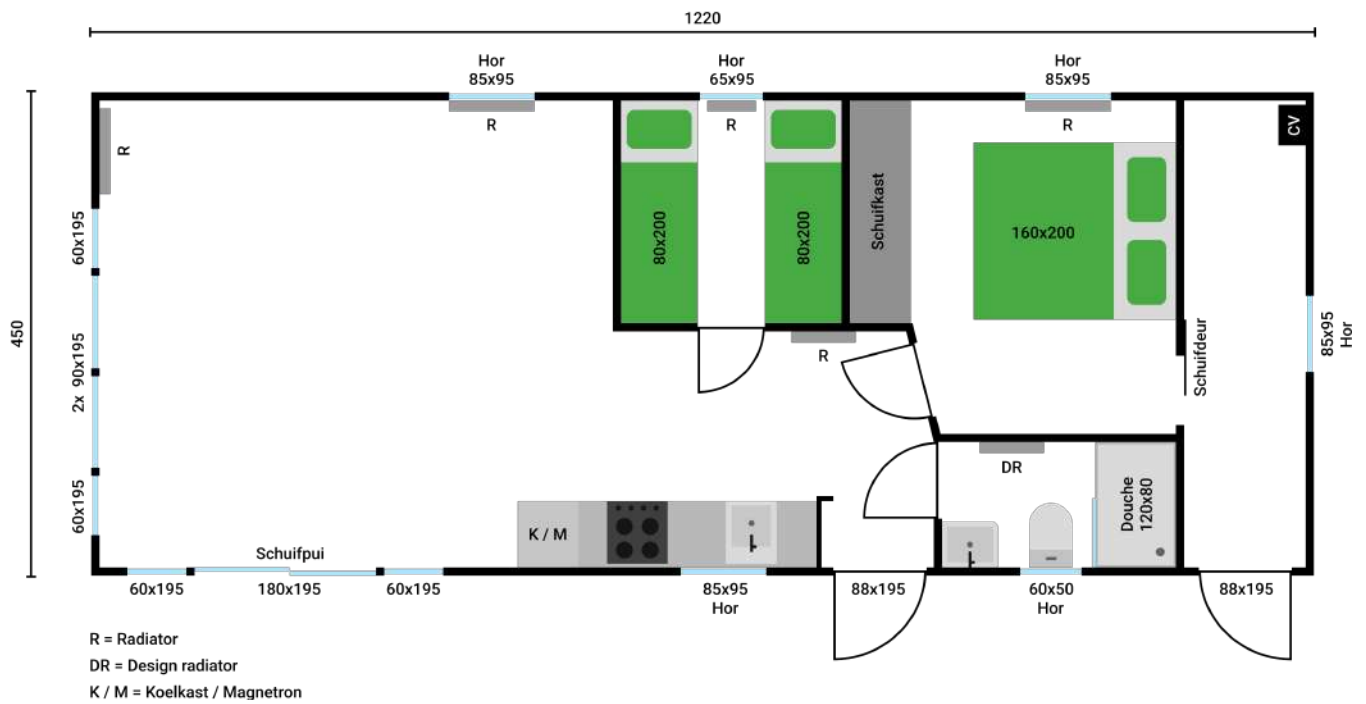 1220
Hor
85x95
Hor
65x95
Hor
85x95
R
R
R
CV
R
450
60x195
2x 90x195
60x195
80x200
80x200
Schuifkast
160x200
Schuifdeur
85x95
Hor
R
DR
Douche
120x80
K / M
Schuifpui
60x195
180x195
60x195
85x95
Hor
88x195
60x50
Hor
88x195
R = Radiator
DR = Design radiator
K / M = Koelkast / Magnetron